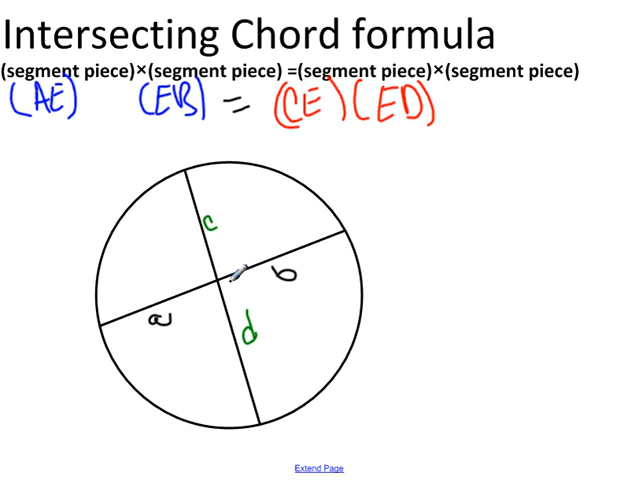 Intersecting Chord formula
(segment piece)×(segment piece) =(segment piece)×(segment piece)
(AE) (EB) = (CE)(ED)
c
b
a
d
Extend Page